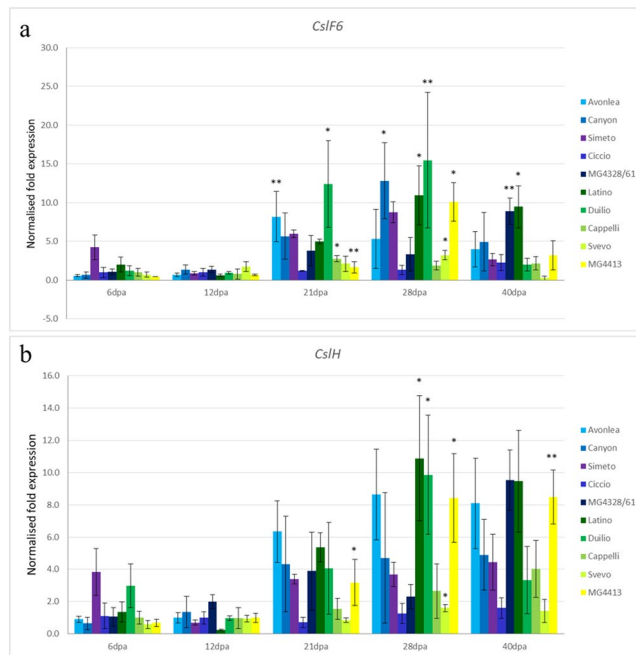 a
CslF6
30.0
25.0
20.0
15.0
10.0
5.0
0.0
-5.0
Normalised fold expression
** * * * ** * ** *
* ** * *
6dpa 12dpa 21dpa 28dpa 40dpa
Avonlea
Canyon
Simeto
Ciccio
MG4328/61
Latino
Duilio
Cappelli
Svevo
MG4413
b
CslH
16.0
14.0
12.0
10.0
8.0
6.0
4.0
2.0
0.0
Normalised fold expression
* * * **
* *
6dpa 12dpa 21dpa 28dpa 40dpa
Avonlea
Canyon
Simeto
Ciccio
MG4328/61
Latino
Duilio
Cappelli
Svevo
MG4413